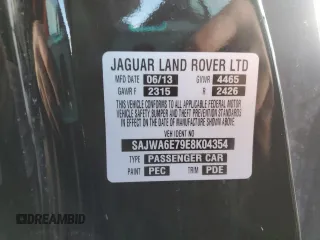 JAGUAR LAND ROVER LTD
MFG DATE 06/13 GVWR 4465
GAWR F 2315 R 2426
THIS VEHICLE CONFORMS TO ALL APPLICABLE FEDERAL MOTOR
VEHICLE SAFETY, BUMPER AND THEFT PREVENTION STANDARDS
IN EFFECT ON THE DATE OF MANUFACTURE SHOWN ABOVE
VEH IDENT NO
SAJWA6E79E8K04354
TYPE PASSENGER CAR
PAINT PEC TRIM PDE
DREAMBID